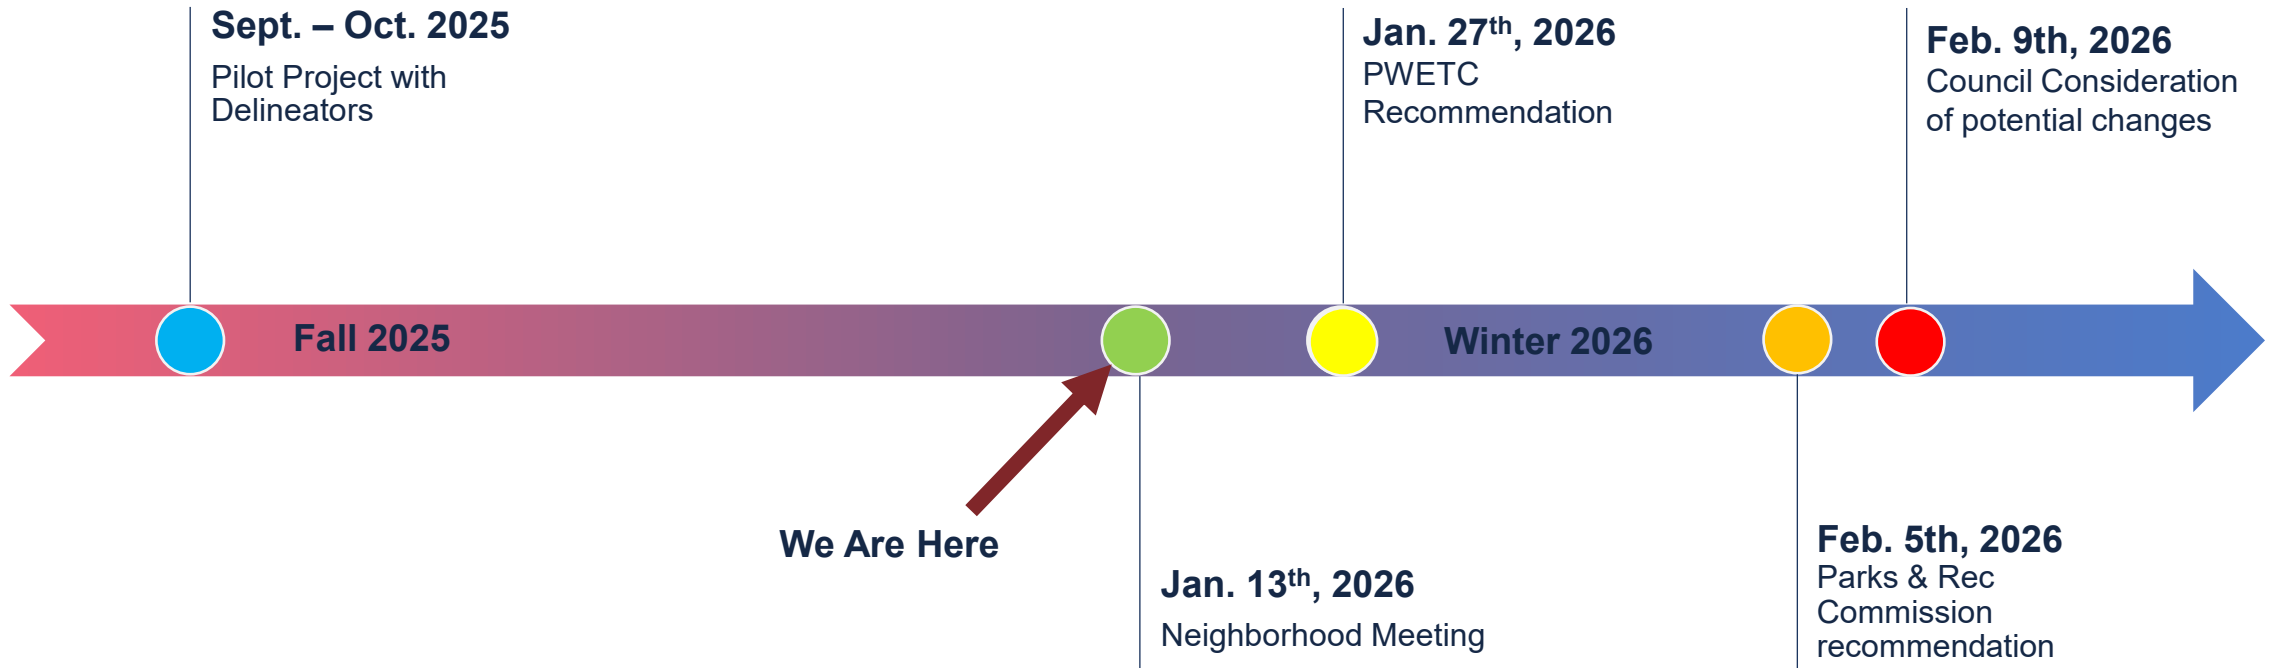 Sept. – Oct. 2025
Pilot Project with
Delineators
Jan. 27th, 2026
PWETC
Recommendation
Feb. 9th, 2026
Council Consideration
of potential changes
Fall 2025
Winter 2026
We Are Here
Jan. 13th, 2026
Neighborhood Meeting
Feb. 5th, 2026
Parks & Rec
Commission
recommendation